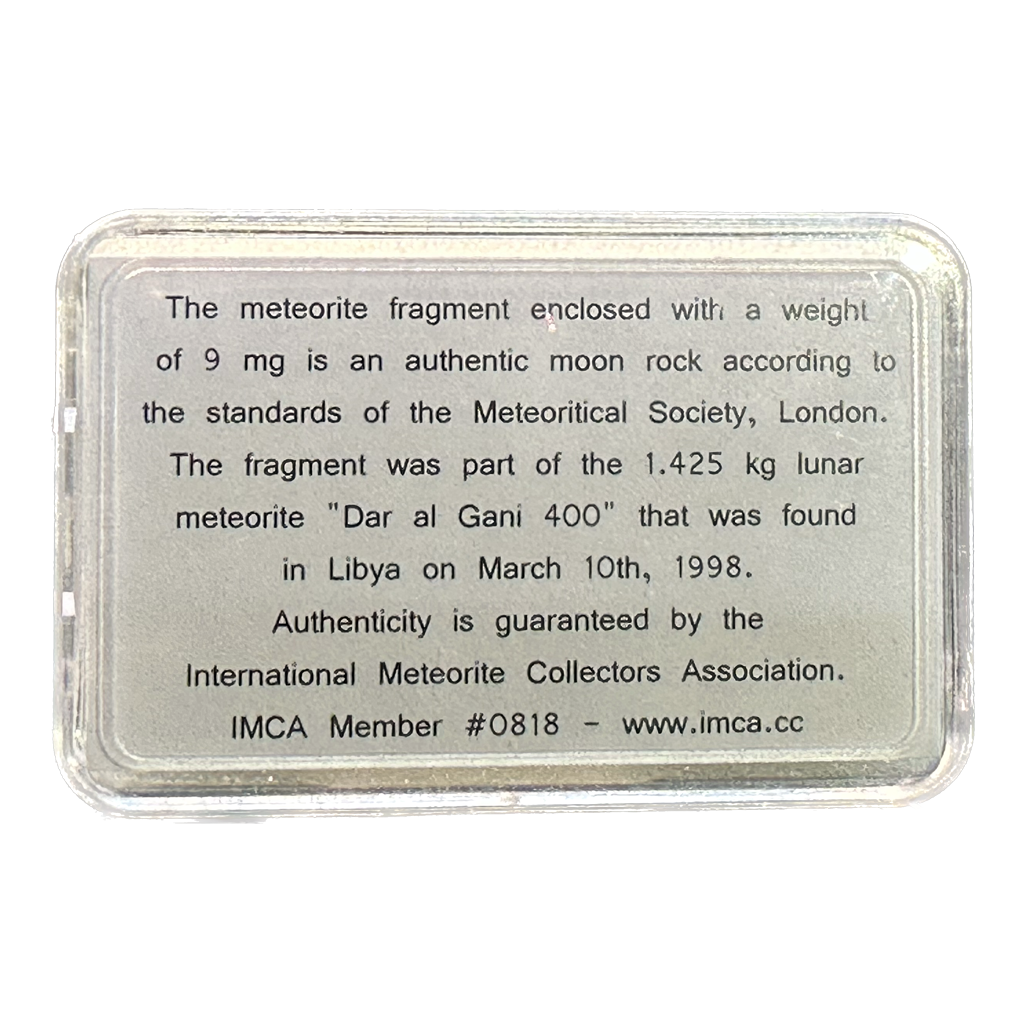 The meteorite fragment enclosed with a weight
of 9 mg is an authentic moon rock according to
the standards of the Meteoritical Society, London.
The fragment was part of the 1.425 kg lunar
meteorite "Dar al Gani 400" that was found
in Libya on March 10th, 1998.
Authenticity is guaranteed by the
International Meteorite Collectors Association.
IMCA Member #0818 - www.imca.cc